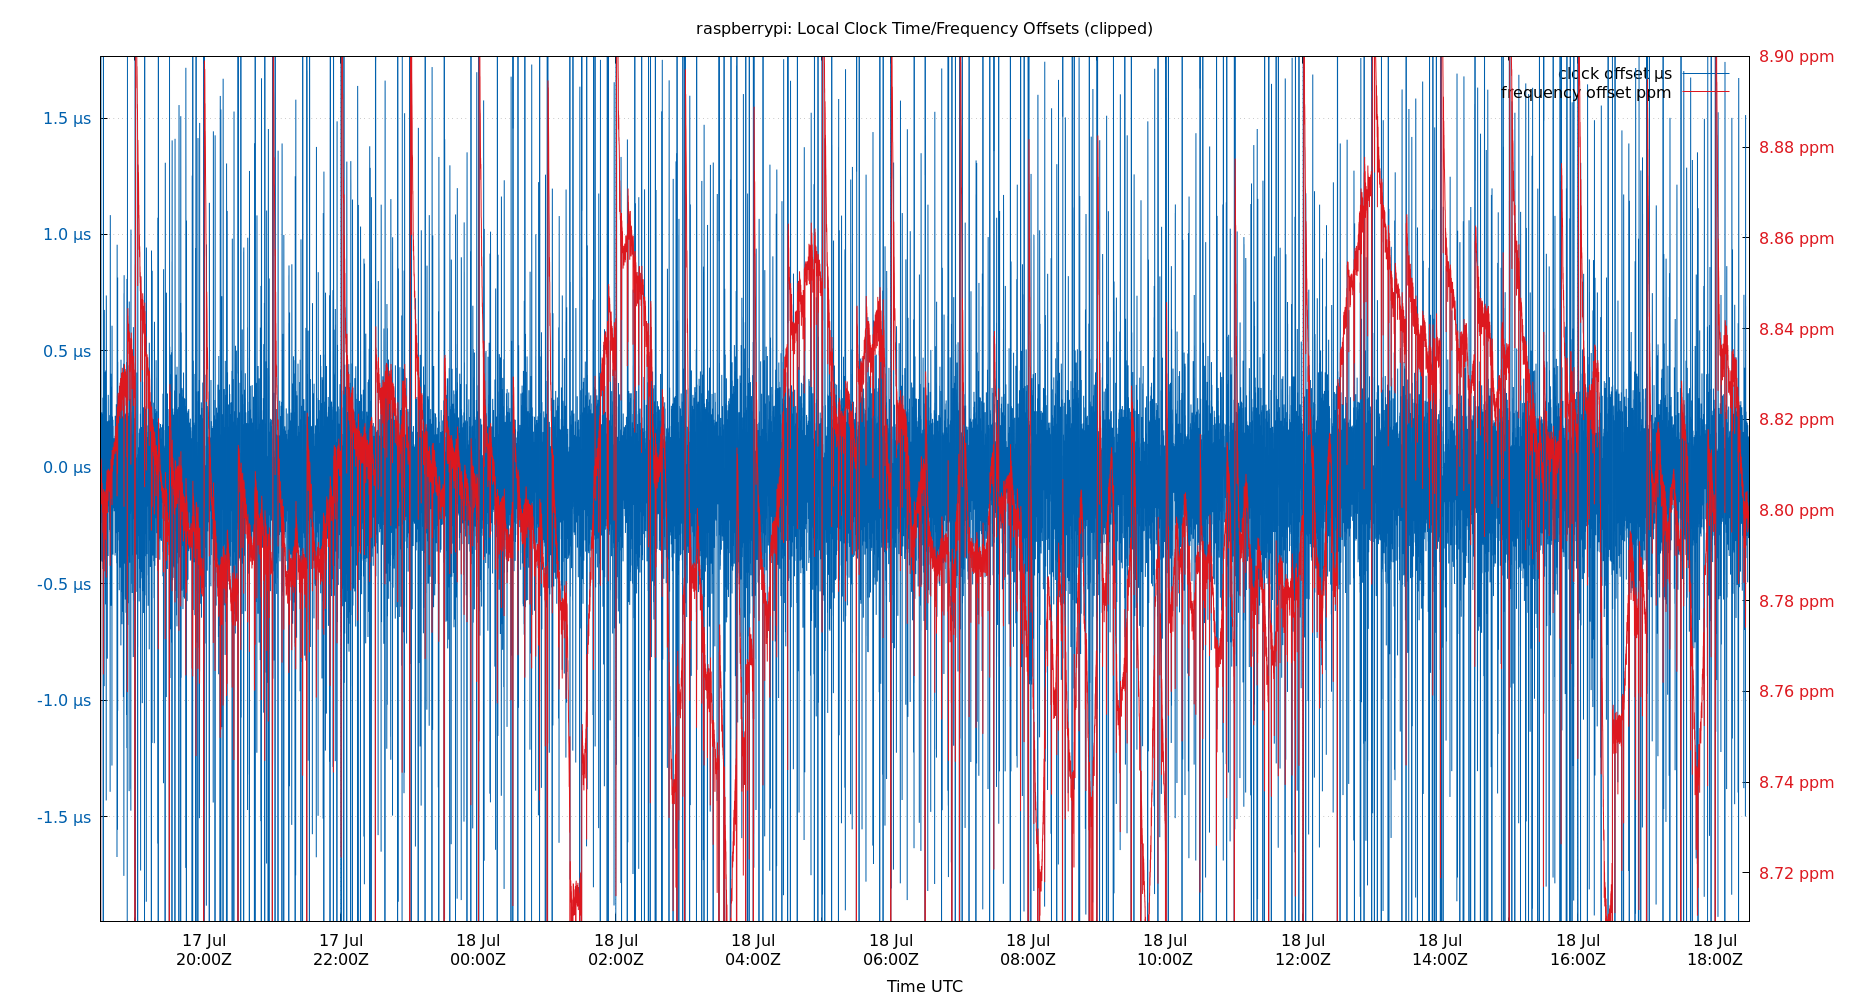 raspberrypi: Local Clock Time/Frequency Offsets (clipped)
8.90 ppm
clock offset µs
frequency offset ppm
1.5 µs
8.88 ppm
1.0 µs
8.86 ppm
0.5 µs
8.84 ppm
8.82 ppm
0.0 µs
8.80 ppm
-0.5 µs
8.78 ppm
-1.0 µs
8.76 ppm
8.74 ppm
-1.5 µs
8.72 ppm
17 Jul 17 Jul 18 Jul 18 Jul 18 Jul 18 Jul 18 Jul 18 Jul 18 Jul 18 Jul 18 Jul 18 Jul
20:00Z 22:00Z 00:00Z 02:00Z 04:00Z 06:00Z 08:00Z 10:00Z 12:00Z 14:00Z 16:00Z 18:00Z
Time UTC